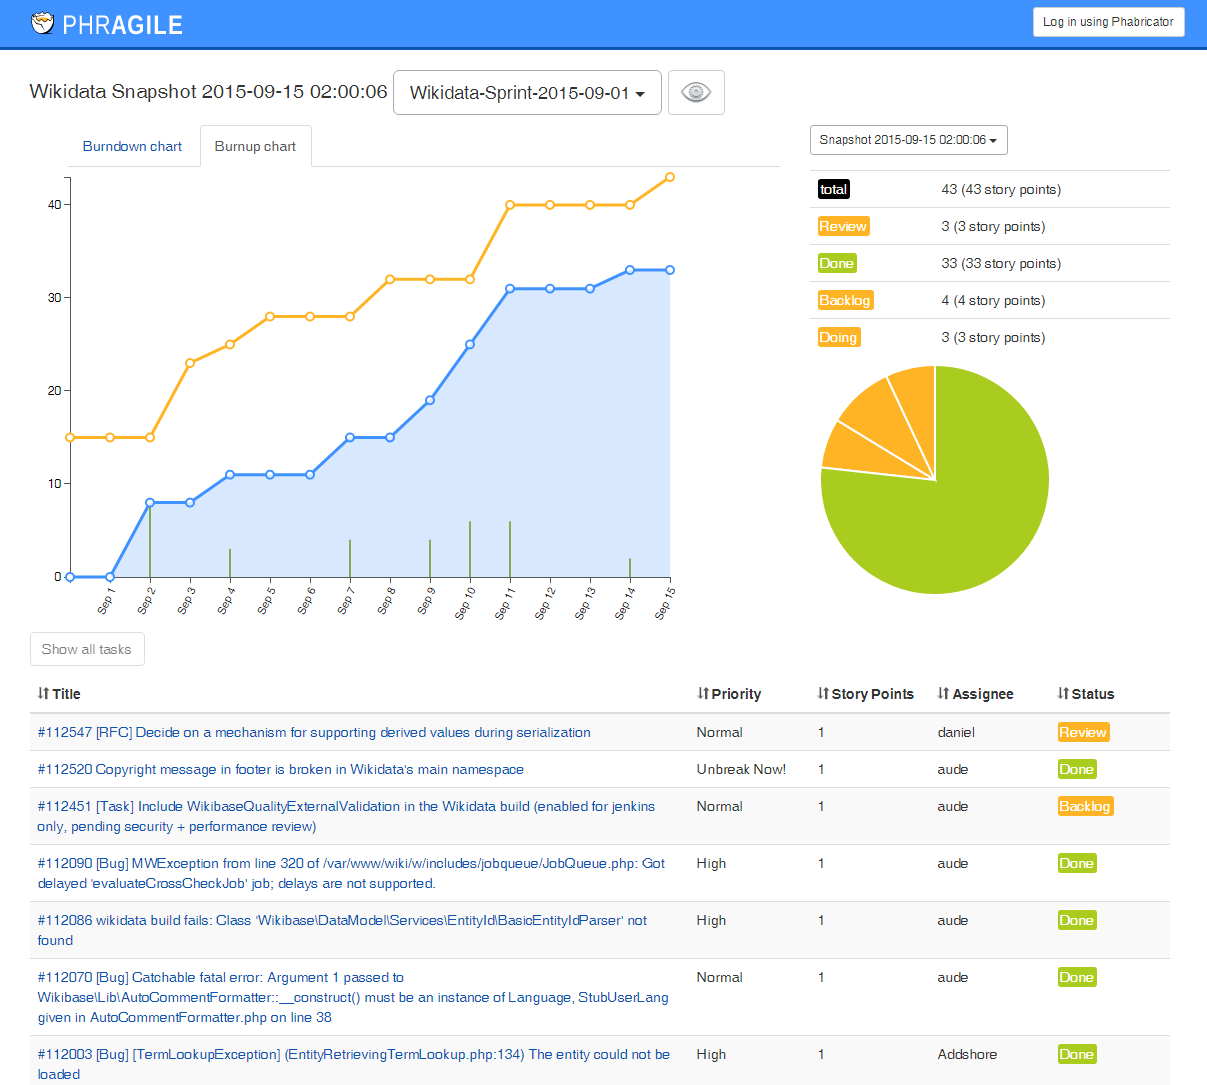 PHRAGILE
Log in using Phabricator
Wikidata Snapshot 2015-09-15 02:00:06
Wikidata-Sprint-2015-09-01
Burndown chart
Burnup chart
Snapshot 2015-09-15 02:00:06
40
30
20
10
0
Sep 1
Sep 2
Sep 3
Sep 4
Sep 5
Sep 6
Sep 7
Sep 8
Sep 9
Sep 10
Sep 11
Sep 12
Sep 13
Sep 14
Sep 15
total 43 (43 story points)
Review 3 (3 story points)
Done 33 (33 story points)
Backlog 4 (4 story points)
Doing 3 (3 story points)
Show all tasks
Title Priority Story Points Assignee Status
#112547 [RFC] Decide on a mechanism for supporting derived values during serialization Normal 1 daniel Review
#112520 Copyright message in footer is broken in Wikidata's main namespace Unbreak Now! 1 aude Done
#112451 [Task] Include WikibaseQualityExternalValidation in the Wikidata build (enabled for jenkins Normal 1 aude Backlog
only, pending security + performance review)
#112090 [Bug] MWException from line 320 of /var/www/wiki/w/includes/jobqueue/JobQueue.php: Got High 1 aude Done
delayed 'evaluateCrossCheckJob' job; delays are not supported.
#112086 wikidata build fails: Class 'Wikibase\DataModel\Services\EntityId\BasicEntityIdParser' not High 1 aude Done
found
#112070 [Bug] Catchable fatal error: Argument 1 passed to Normal 1 aude Done
Wikibase\Lib\AutoCommentFormatter::__construct() must be an instance of Language, StubUserLang
given in AutoCommentFormatter.php on line 38
#112003 [Bug] [TermLookupException] (EntityRetrievingTermLookup.php:134) The entity could not be High 1 Addshore Done
loaded